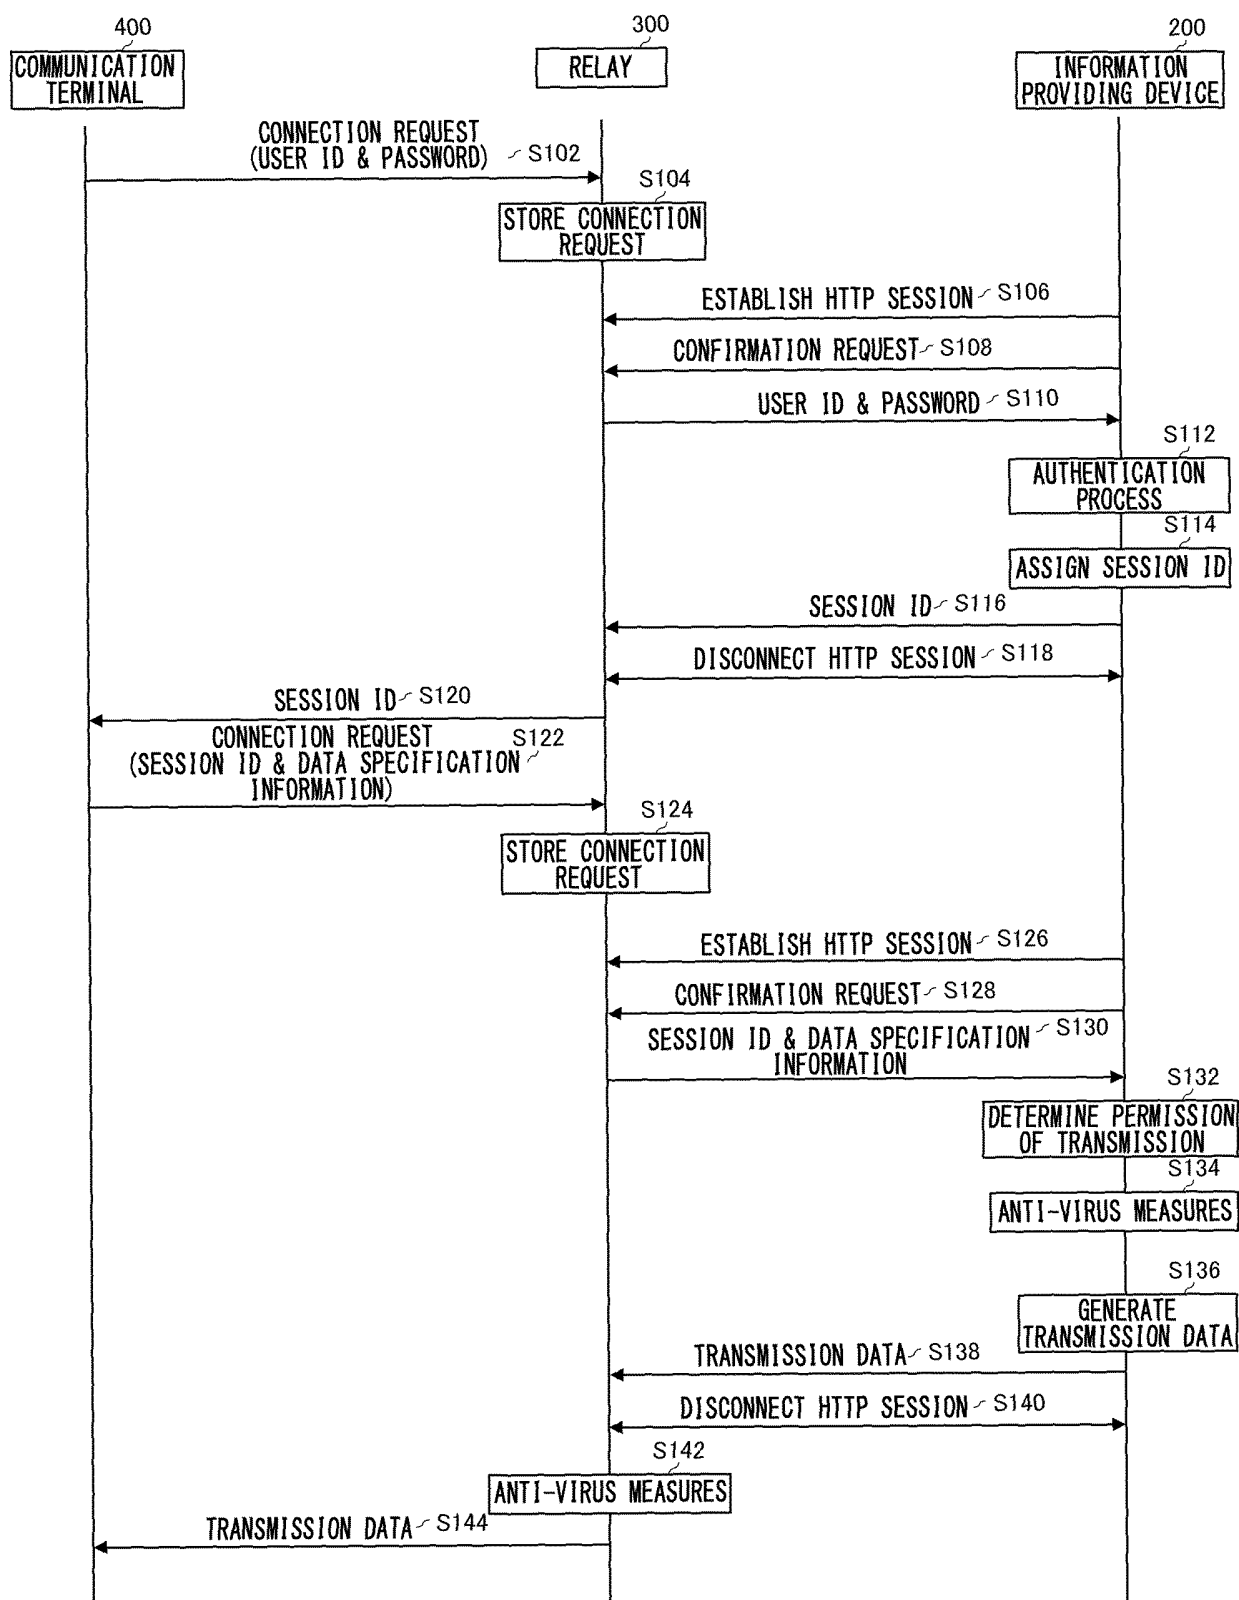 400
300
200
COMMUNICATION
TERMINAL
RELAY
INFORMATION
PROVIDING DEVICE
CONNECTION REQUEST
(USER ID & PASSWORD) S102
S104
STORE CONNECTION
REQUEST
ESTABLISH HTTP SESSION S106
CONFIRMATION REQUEST S108
USER ID & PASSWORD S110
S112
AUTHENTICATION
PROCESS
S114
ASSIGN SESSION ID
SESSION ID S116
DISCONNECT HTTP SESSION S118
SESSION ID S120
CONNECTION REQUEST S122
(SESSION ID & DATA SPECIFICATION
INFORMATION)
S124
STORE CONNECTION
REQUEST
ESTABLISH HTTP SESSION S126
CONFIRMATION REQUEST S128
SESSION ID & DATA SPECIFICATION S130
INFORMATION
S132
DETERMINE PERMISSION
OF TRANSMISSION
S134
ANTI-VIRUS MEASURES
S136
GENERATE
TRANSMISSION DATA
TRANSMISSION DATA S138
DISCONNECT HTTP SESSION S140
S142
ANTI-VIRUS MEASURES
TRANSMISSION DATA S144